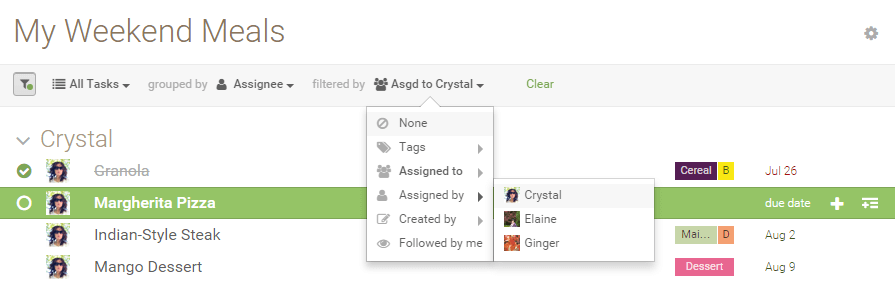 My Weekend Meals
All Tasks grouped by Assignee filtered by Asgd to Crystal Clear
None
Crystal
Tags
Granola Assigned to Cereal B Jul 26
Margherita Pizza Assigned by Crystal due date
Indian-Style Steak Created by Elaine Mai... D Aug 2
Followed by me Ginger
Mango Dessert Dessert Aug 9